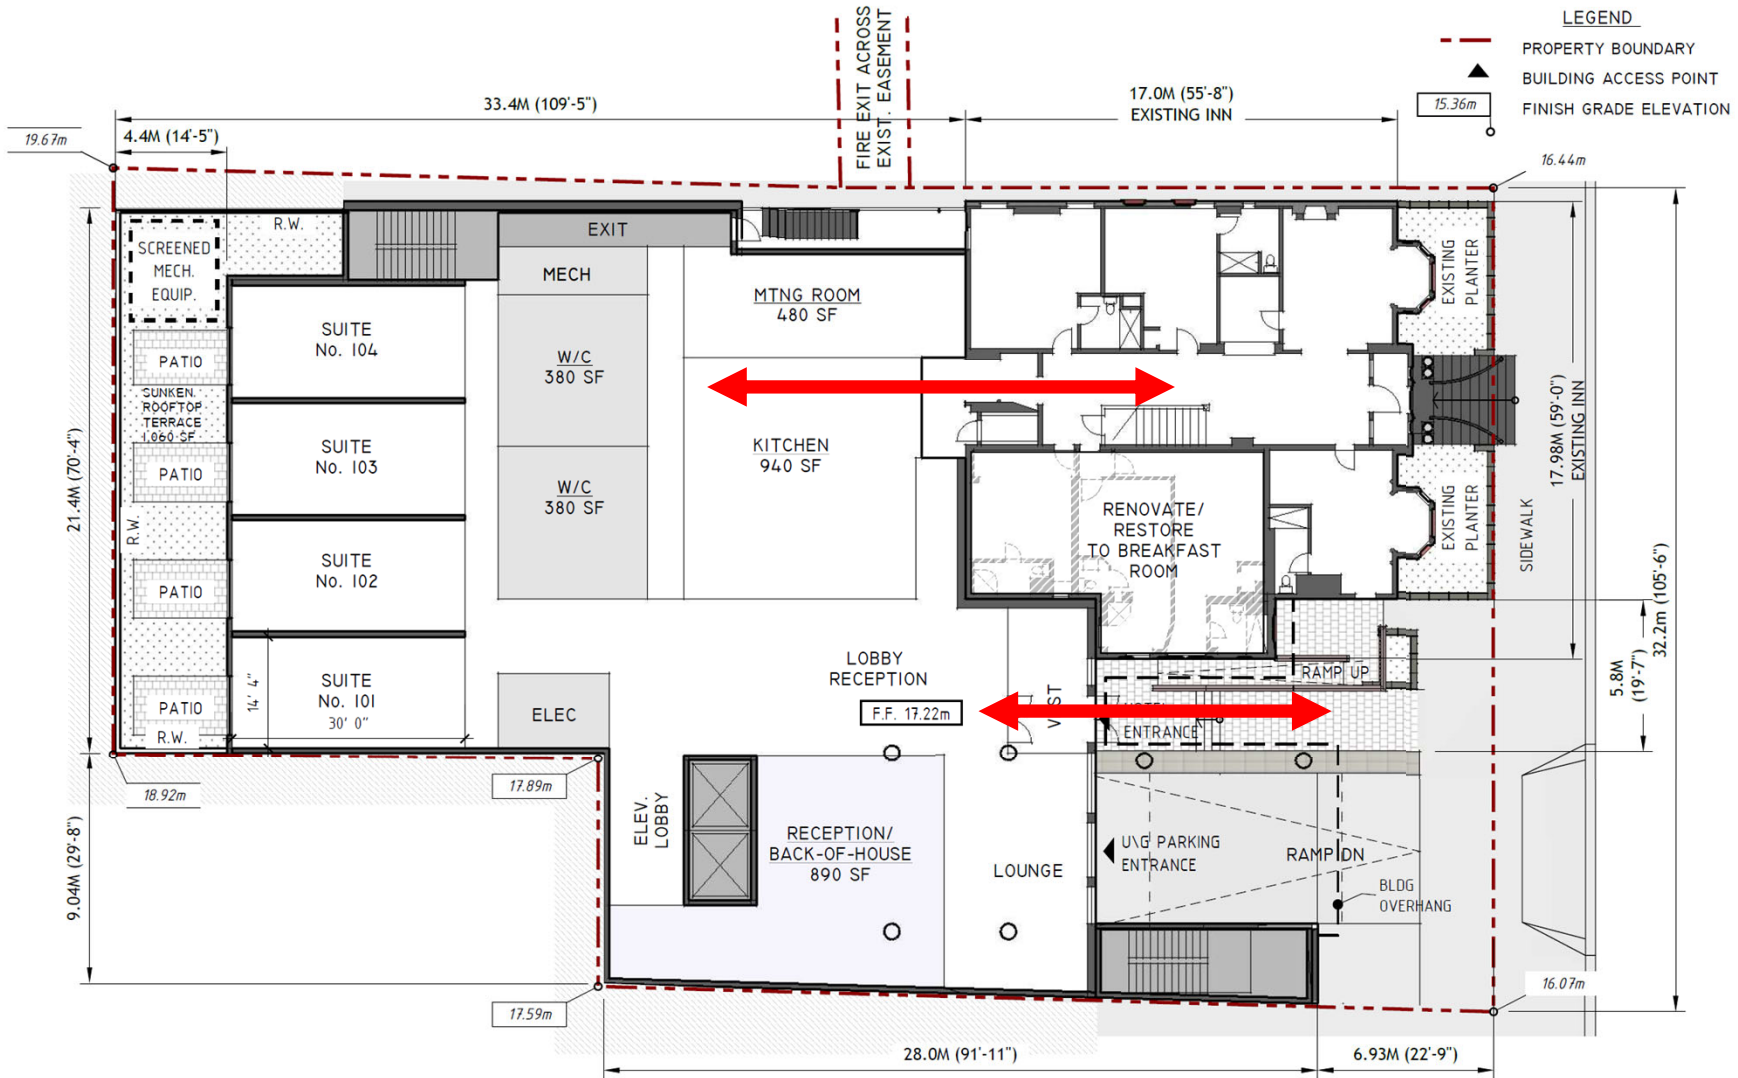 LEGEND
PROPERTY BOUNDARY
BUILDING ACCESS POINT
15.36m
FINISH GRADE ELEVATION
FIRE EXIT ACROSS
EXIST. EASEMENT
33.4M (109'-5")
17.0M (55'-8")
EXISTING INN
4.4M (14'-5")
19.67m
16.44m
R.W.
EXIT
SCREENED
MECH.
EQUIP.
MECH
MTNG ROOM
480 SF
EXISTING
PLANTER
SUITE
No. 104
W/C
380 SF
PATIO
SUNKEN
ROOFTOP
TERRACE
1,060 SF
21.4M (70'-4")
17.98M (59'-0")
EXISTING INN
SUITE
No. 103
KITCHEN
940 SF
PATIO
W/C
380 SF
R.W.
RENOVATE/
RESTORE
TO BREAKFAST
ROOM
EXISTING
PLANTER
SIDEWALK
SUITE
No. 102
PATIO
32.2m (105'-6")
5.8M
(19'-7")
SUITE
No. 101
30' 0"
14' 4"
PATIO
R.W.
LOBBY
RECEPTION
RAMP UP
ELEC
F.F. 17.22m
VEST
ENTRANCE
18.92m
17.89m
9.04M (29'-8")
ELEV.
LOBBY
RECEPTION/
BACK-OF-HOUSE
890 SF
LOUNGE
U\G PARKING
ENTRANCE
RAMP DN
BLDG
OVERHANG
17.59m
16.07m
28.0M (91'-11")
6.93M (22'-9")